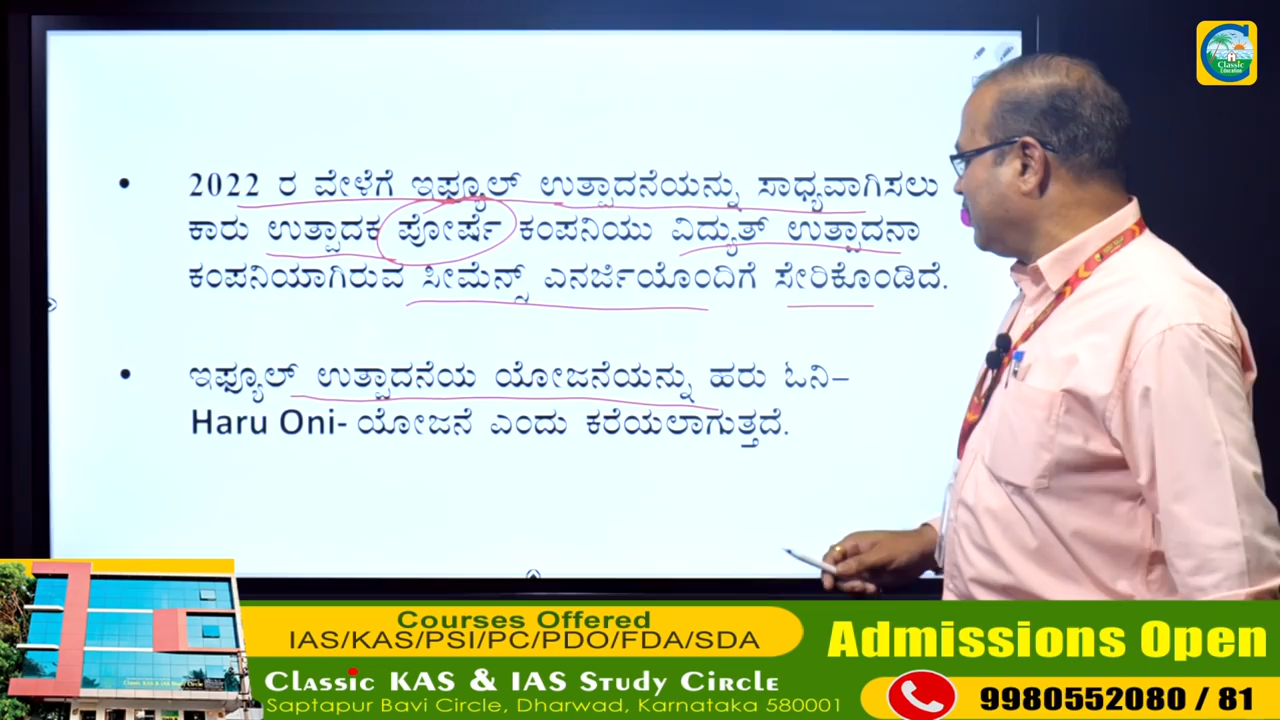 Classic
Education
• 2022 ರ ವೇಳೆಗೆ ಇಫ್ಯೂಲ್ ಉತ್ಪಾದನೆಯನ್ನು ಸಾಧ್ಯವಾಗಿಸಲು
ಕಾರು ಉತ್ಪಾದಕ ಪೋರ್ಷೆ ಕಂಪನಿಯು ವಿದ್ಯುತ್ ಉತ್ಪಾದನಾ
ಕಂಪನಿಯಾಗಿರುವ ಸೀಮೆನ್ಸ್ ಎನರ್ಜಿಯೊಂದಿಗೆ ಸೇರಿಕೊಂಡಿದೆ.
• ಇಫ್ಯೂಲ್ ಉತ್ಪಾದನೆಯ ಯೋಜನೆಯನ್ನು ಹರು ಓನಿ–
Haru Oni- ಯೋಜನೆ ಎಂದು ಕರೆಯಲಾಗುತ್ತದೆ.
Courses Offered
IAS/KAS/PSI/PC/PDO/FDA/SDA
Classic KAS & IAS Study Circle
Saptapur Bavi Circle, Dharwad, Karnataka 580001
Admissions Open
9980552080 / 81